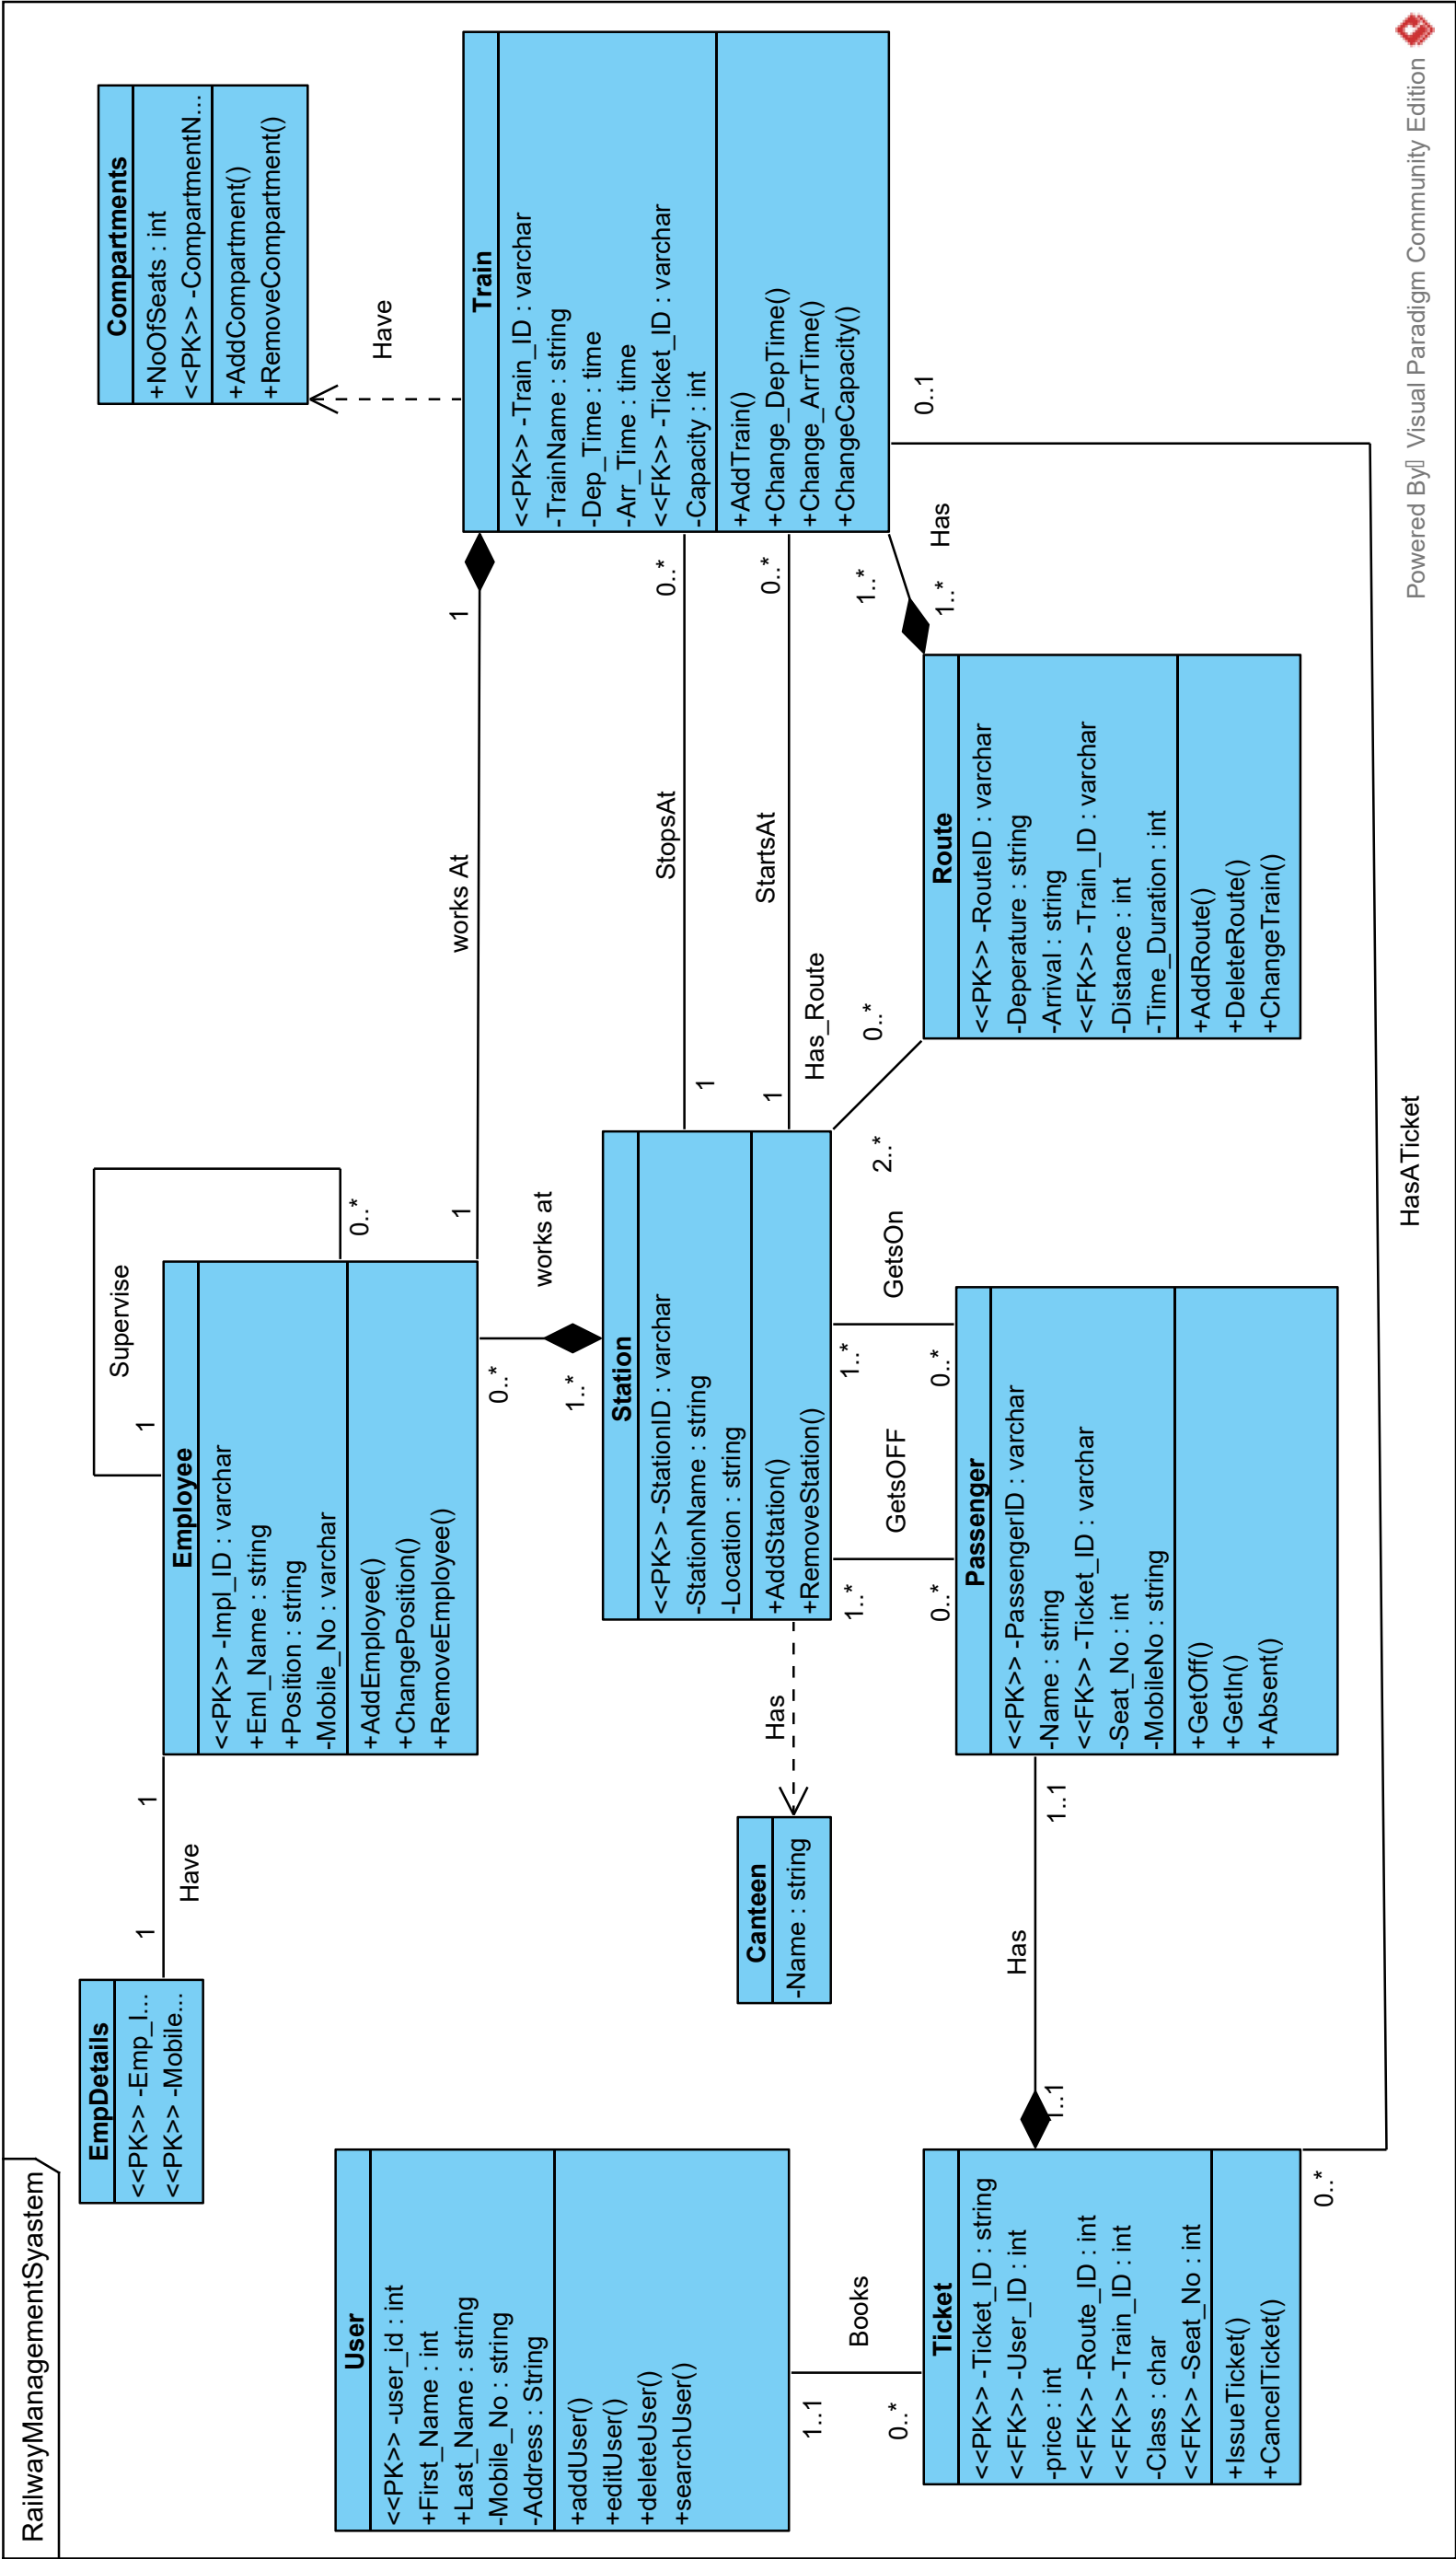 RailwayManagementSyastem
EmpDetails
<<PK>> -Emp_I...
<<PK>> -Mobile...
1
Have
1
Employee
<<PK>> -Impl_ID : varchar
+Eml_Name : string
+Position : string
-Mobile_No : varchar
+AddEmployee()
+ChangePosition()
+RemoveEmployee()
1
Supervise
0..*
Compartments
+NoOfSeats : int
<<PK>> -CompartmentN...
+AddCompartment()
+RemoveCompartment()
Have
1
works At
1
User
<<PK>> -user_id : int
+First_Name : int
+Last_Name : string
-Mobile_No : string
-Address : String
+addUser()
+editUser()
+deleteUser()
+searchUser()
0..*
works at
1..*
Station
<<PK>> -StationID : varchar
-StationName : string
-Location : string
+AddStation()
+RemoveStation()
Train
<<PK>> -Train_ID : varchar
-TrainName : string
-Dep_Time : time
-Arr_Time : time
<<FK>> -Ticket_ID : varchar
-Capacity : int
+AddTrain()
+Change_DepTime()
+Change_ArrTime()
+ChangeCapacity()
1
StopsAt
0..*
1
StartsAt
0..*
Canteen
-Name : string
Has
Has_Route
2..*
0..*
1..*
Has
1..*
0..1
1..*
GetsOFF
0..*
1..*
GetsOn
0..*
1..1
Books
0..*
Ticket
<<PK>> -Ticket_ID : string
<<FK>> -User_ID : int
-price : int
<<FK>> -Route_ID : int
<<FK>> -Train_ID : int
-Class : char
<<FK>> -Seat_No : int
+IssueTicket()
+CancelTicket()
1..1
Has
1..1
Passenger
<<PK>> -PassengerID : varchar
-Name : string
<<FK>> -Ticket_ID : varchar
-Seat_No : int
-MobileNo : string
+GetOff()
+GetIn()
+Absent()
Route
<<PK>> -RouteID : varchar
-Deperature : string
-Arrival : string
<<FK>> -Train_ID : varchar
-Distance : int
-Time_Duration : int
+AddRoute()
+DeleteRoute()
+ChangeTrain()
0..*
HasATicket
Powered By Visual Paradigm Community Edition